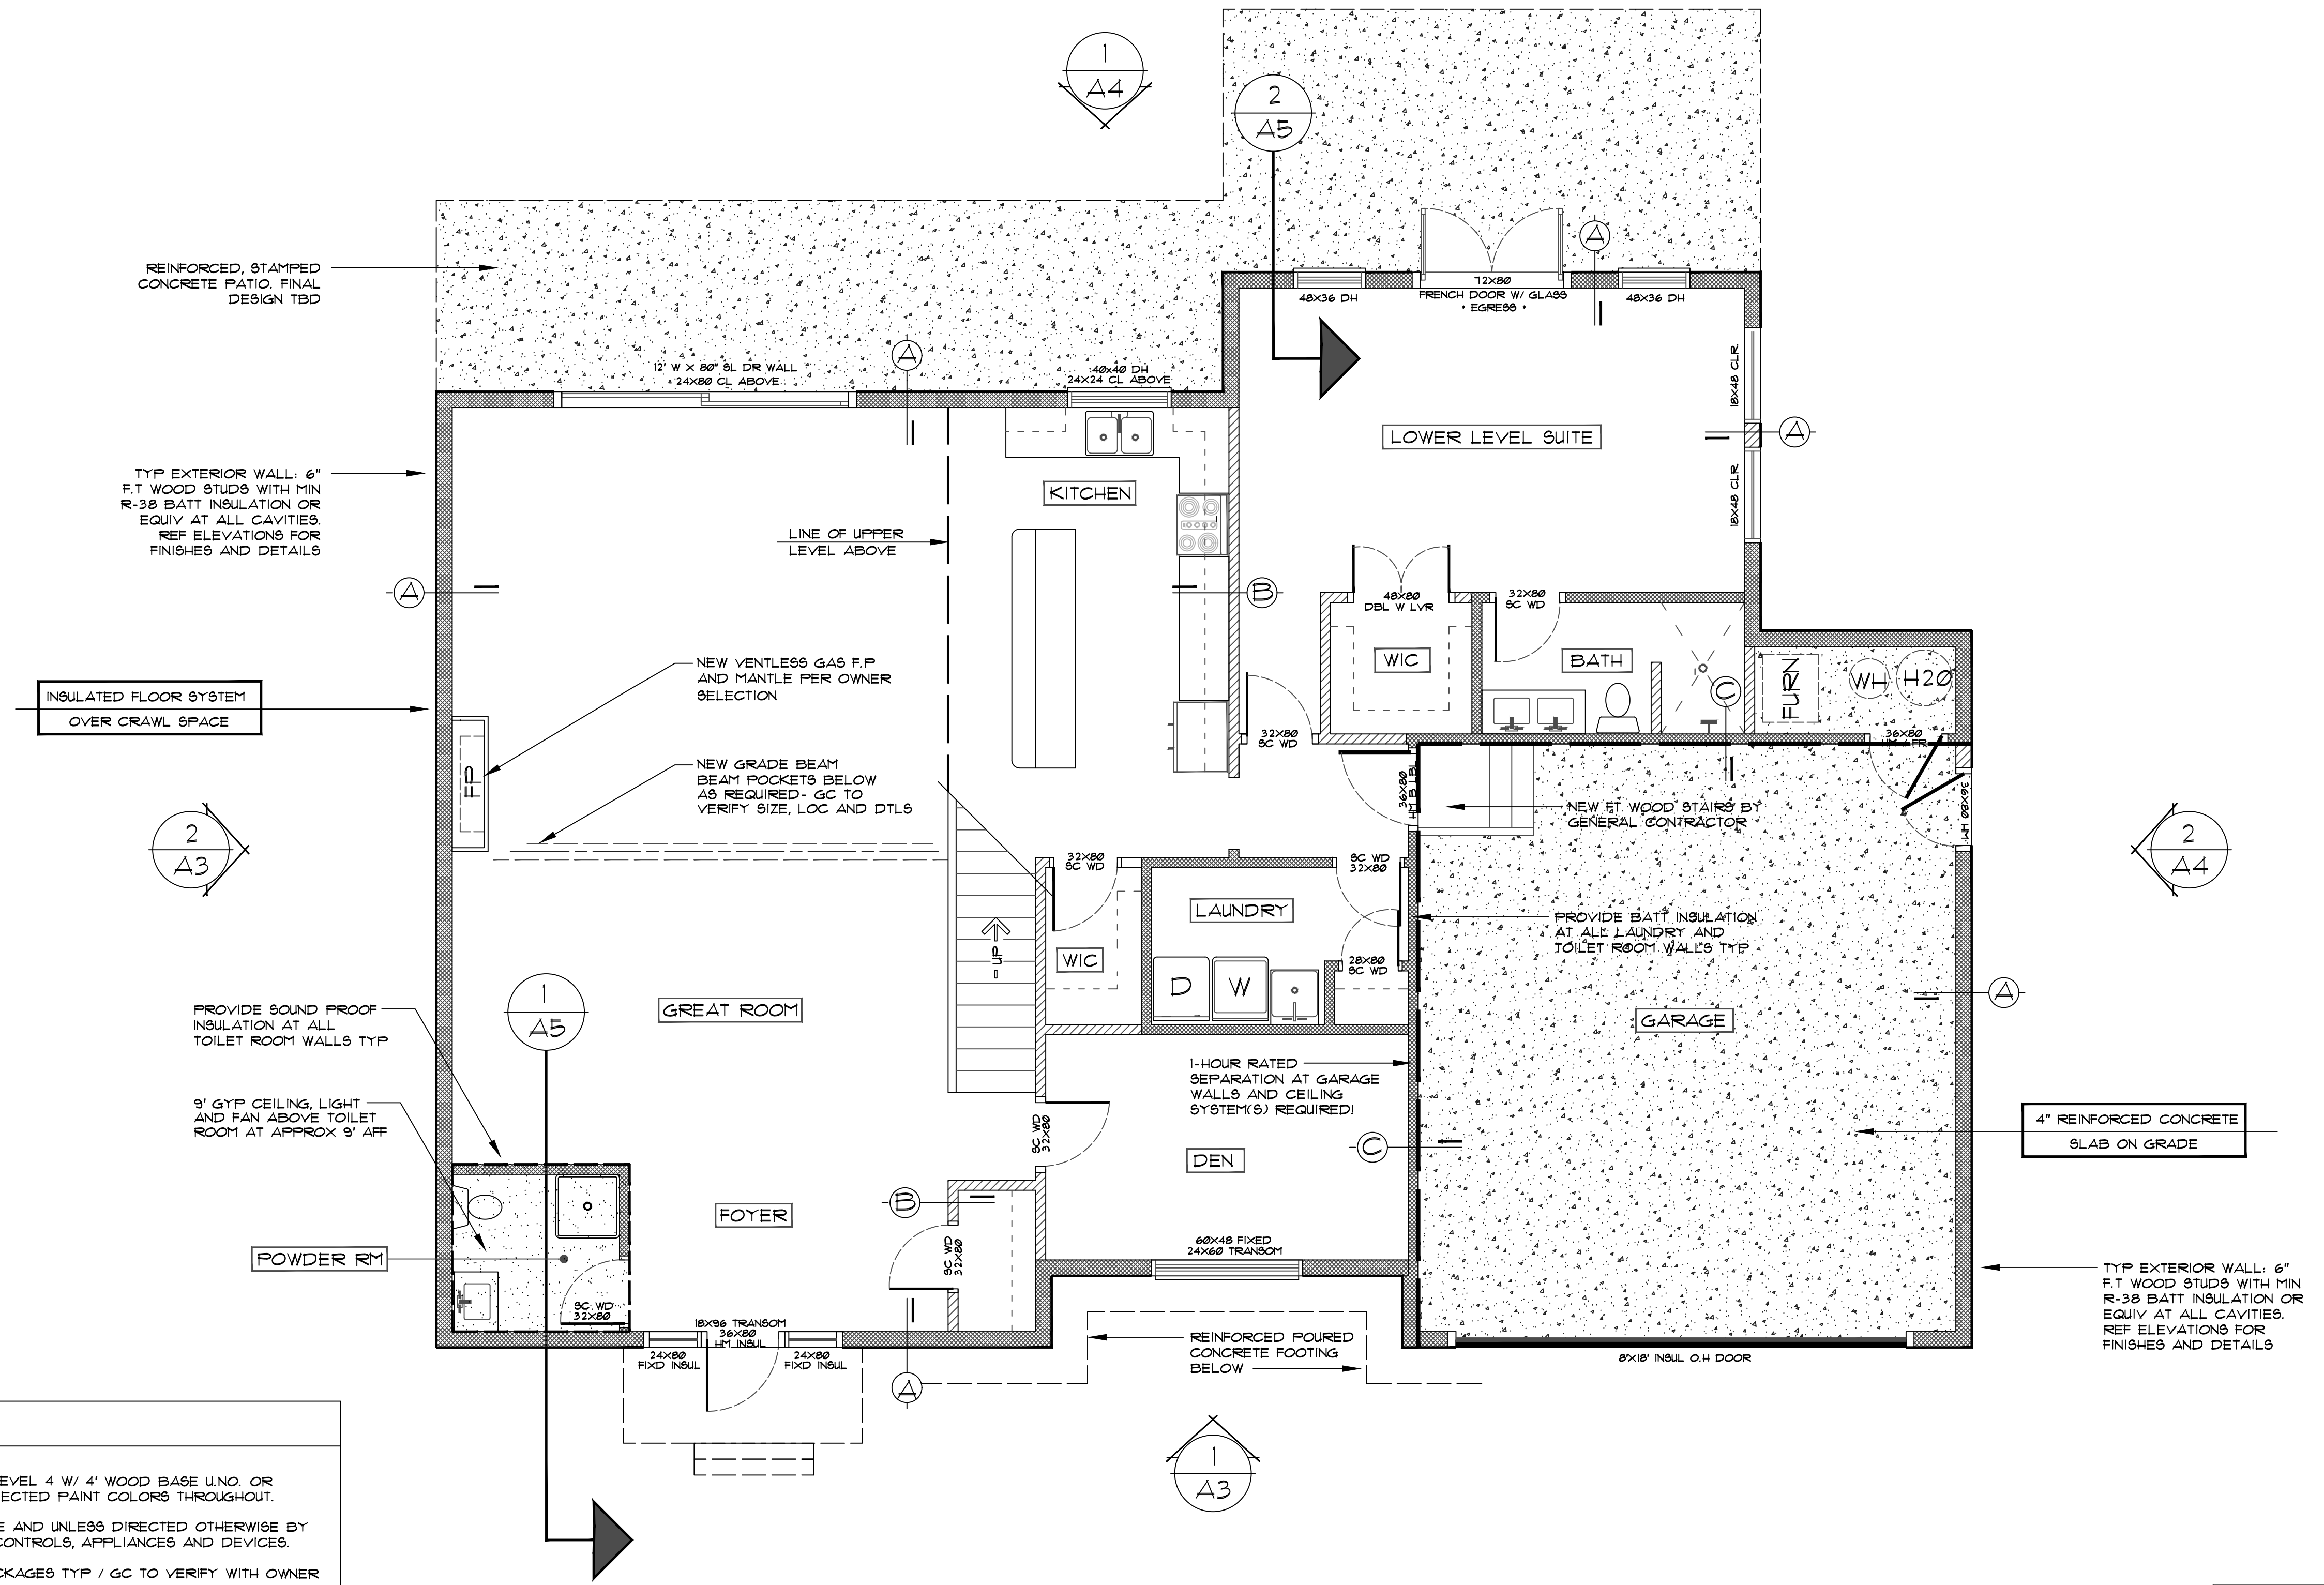 1
A4
2
A5
REINFORCED, STAMPED
CONCRETE PATIO. FINAL
DESIGN TBD
A
48X36 DH
72X80
FRENCH DOOR W/ GLASS
• EGRESS •
48X36 DH
12' W X 80" SL DR WALL
24X80 CL ABOVE
A
40x40 DH
24X24 CL ABOVE
18X48 CLR
A
18X48 CLR
LOWER LEVEL SUITE
TYP EXTERIOR WALL: 6"
F.T WOOD STUDS WITH MIN
R-38 BATT INSULATION OR
EQUIV AT ALL CAVITIES.
REF ELEVATIONS FOR
FINISHES AND DETAILS
KITCHEN
LINE OF UPPER
LEVEL ABOVE
A
B
48X80
DBL W LVR
32X80
SC WD
WIC
BATH
C
FURN
WH
H20
INSULATED FLOOR SYSTEM
OVER CRAWL SPACE
NEW VENTLESS GAS F.P
AND MANTLE PER OWNER
SELECTION
32X80
SC WD
36X80
FP
NEW GRADE BEAM
BEAM POCKETS BELOW
AS REQUIRED- GC TO
VERIFY SIZE, LOC AND DTLS
36X80
HM B LBL
NEW FT WOOD STAIRS BY
GENERAL CONTRACTOR
36X80 HM
2
A3
2
A4
32X80
SC WD
SC WD
32X80
LAUNDRY
PROVIDE BATT INSULATION
AT ALL LAUNDRY AND
TOILET ROOM WALLS TYP
UP
WIC
28X80
SC WD
D
W
PROVIDE SOUND PROOF
INSULATION AT ALL
TOILET ROOM WALLS TYP
1
A5
GREAT ROOM
GARAGE
A
1-HOUR RATED
SEPARATION AT GARAGE
WALLS AND CEILING
SYSTEM(S) REQUIRED!
9' GYP CEILING, LIGHT
AND FAN ABOVE TOILET
ROOM AT APPROX 9' AFF
SC WD
32X80
DEN
C
4" REINFORCED CONCRETE
SLAB ON GRADE
FOYER
B
POWDER RM
SC WD
32X80
60X48 FIXED
24X60 TRANSOM
SC WD
32X80
18X96 TRANSOM
36X80
HM INSUL
24X80
FIXD INSUL
24X80
FIXD INSUL
A
REINFORCED POURED
CONCRETE FOOTING
BELOW
8'X18' INSUL O.H DOOR
TYP EXTERIOR WALL: 6"
F.T WOOD STUDS WITH MIN
R-38 BATT INSULATION OR
EQUIV AT ALL CAVITIES.
REF ELEVATIONS FOR
FINISHES AND DETAILS
1
A3
EVEL 4 W/ 4' WOOD BASE U.NO. OR
ECTED PAINT COLORS THROUGHOUT.
E AND UNLESS DIRECTED OTHERWISE BY
CONTROLS, APPLIANCES AND DEVICES.
CKAGES TYP / GC TO VERIFY WITH OWNER